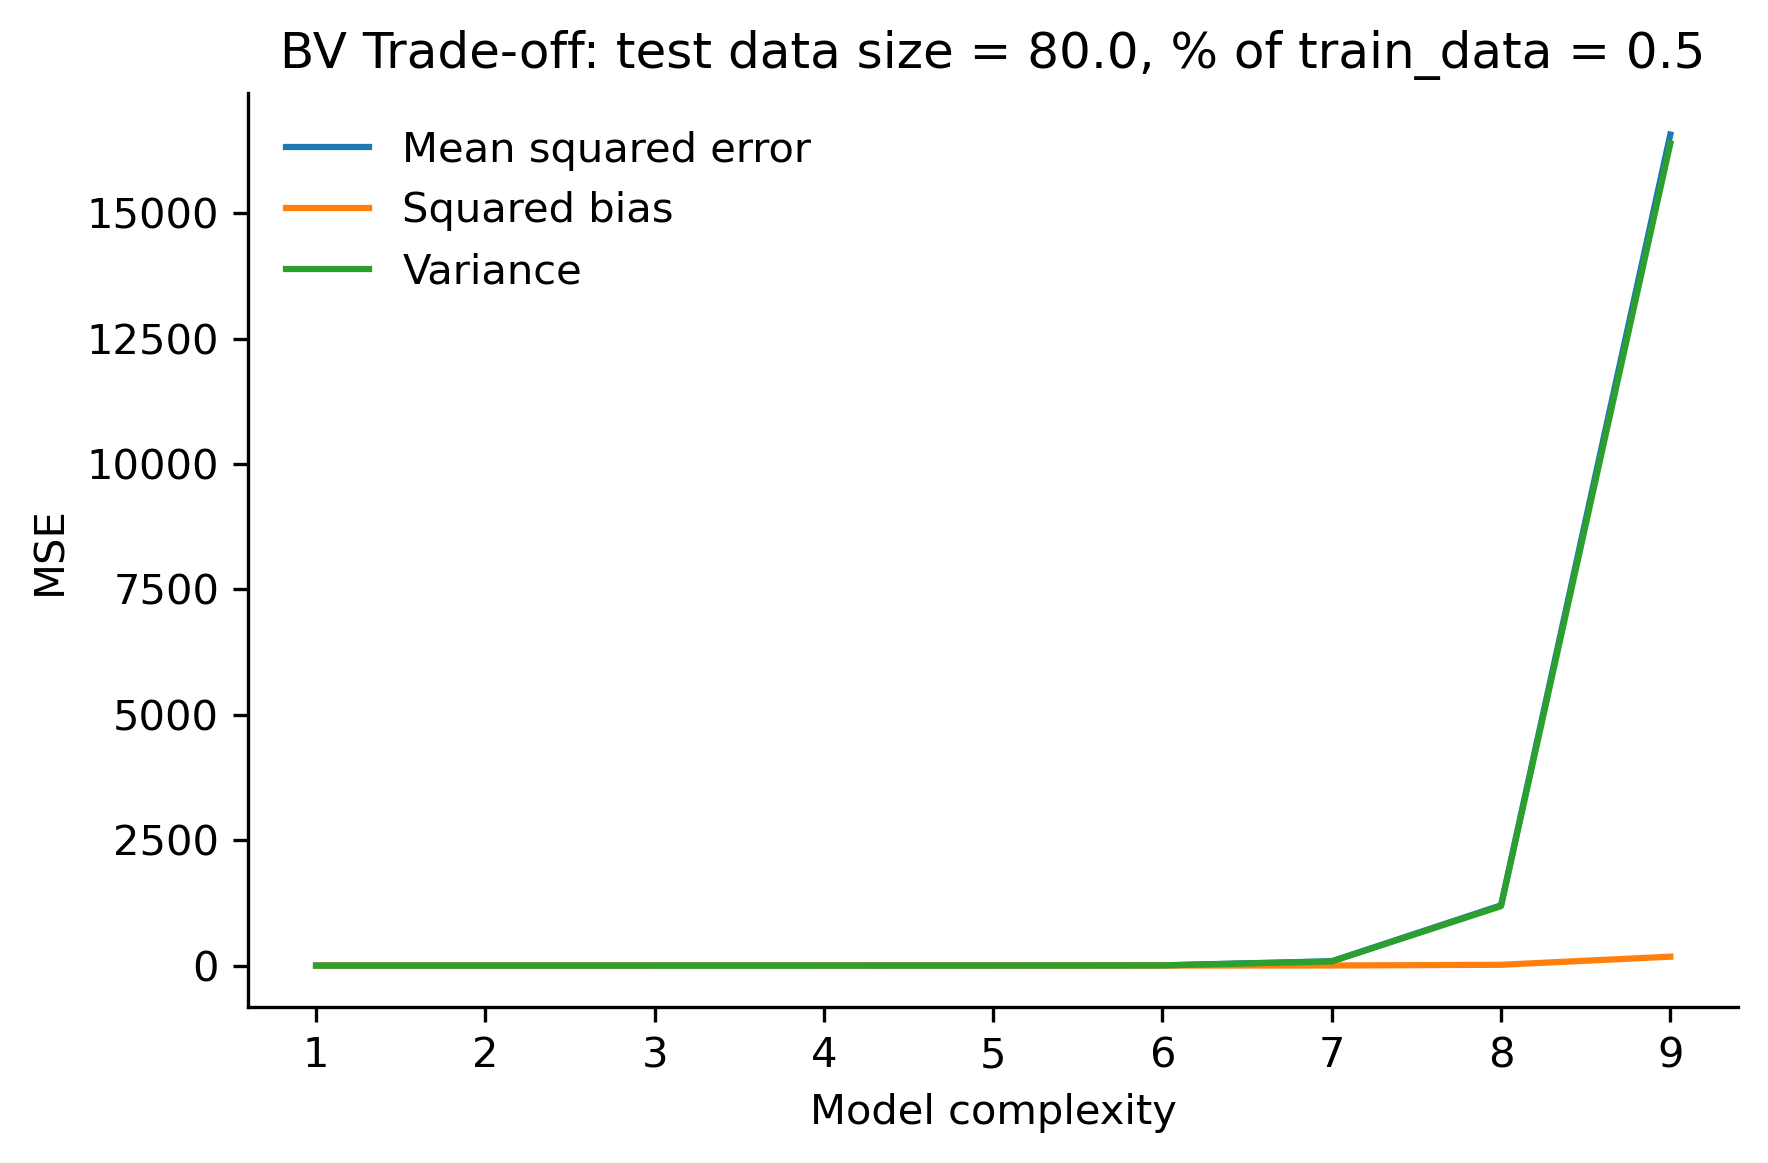 BV Trade-off: test data size = 80.0, % of train_data = 0.5
Mean squared error
Squared bias
Variance
15000
12500
10000
7500
5000
2500
0
MSE
1 2 3 4 5 6 7 8 9
Model complexity